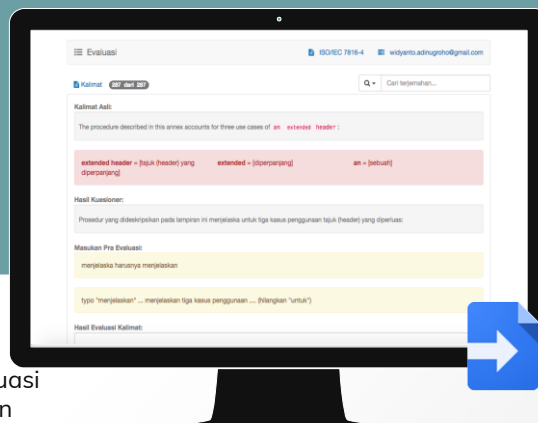 Evaluasi
ISO/IEC 7816-4 widyanto.adinugroho@gmail.com
Kalimat 287 dari 287
Cari terjemahan...
Kalimat Asli:
The procedure described in this annex accounts for three use cases of an extended header :
extended header = [tajuk (header) yang diperpanjang]
extended = [diperpanjang]
an = [sebuah]
Hasil Kuesioner:
Prosedur yang dideskripsikan pada lampiran ini menjelaska untuk tiga kasus penggunaan tajuk (header) yang diperluas:
Masukan Pra Evaluasi:
menjelaska harusnya menjelaskan
typo "menjelaskan" ... menjelaskan tiga kasus penggunaan .... (hilangkan "untuk")
Hasil Evaluasi Kalimat:
uasi
n